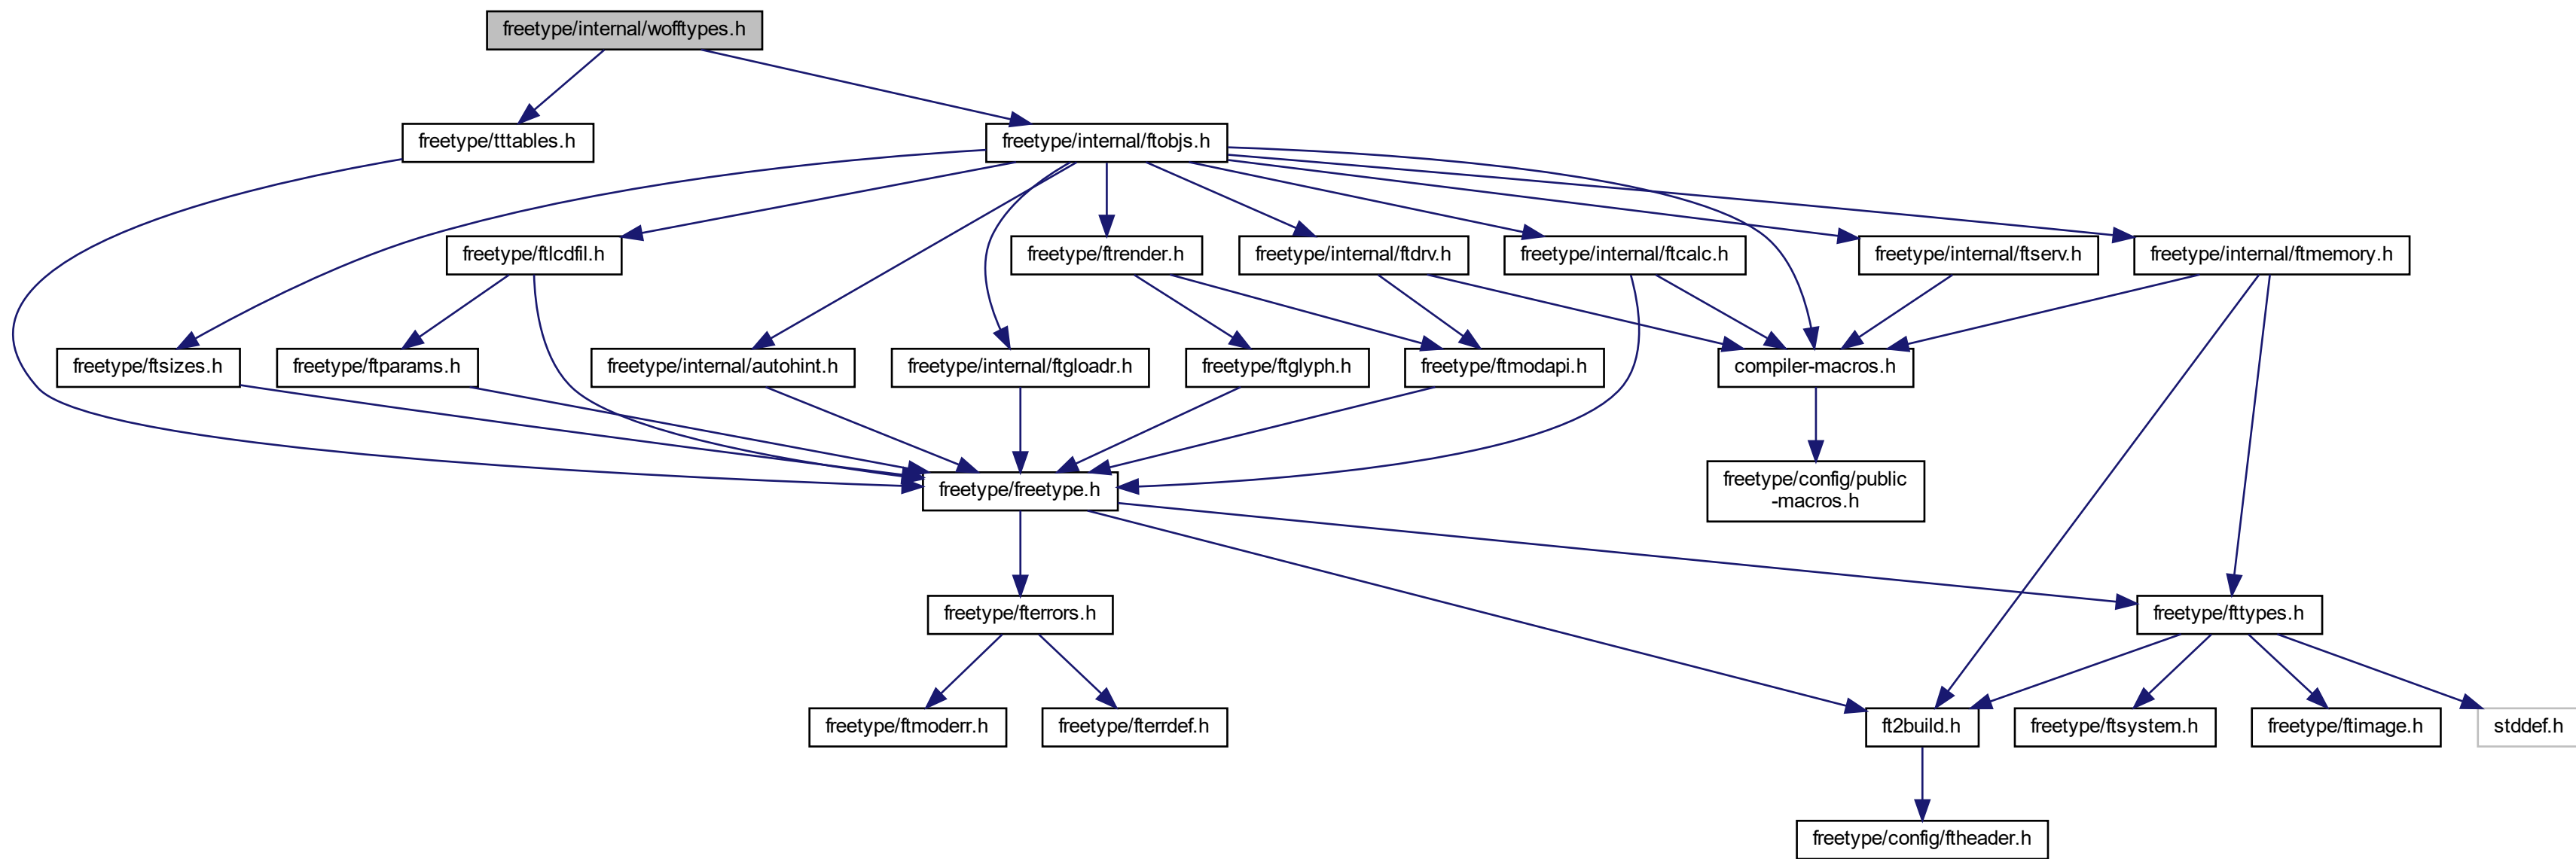 freetype/internal/wofftypes.h
freetype/tttables.h
freetype/internal/ftobjs.h
freetype/ftlcdfil.h
freetype/ftrender.h
freetype/internal/ftdrv.h
freetype/internal/ftcalc.h
freetype/internal/ftserv.h
freetype/internal/ftmemory.h
freetype/ftsizes.h
freetype/ftparams.h
freetype/internal/autohint.h
freetype/internal/ftgloadr.h
freetype/ftglyph.h
freetype/ftmodapi.h
compiler-macros.h
freetype/freetype.h
freetype/config/public
-macros.h
freetype/fterrors.h
freetype/fttypes.h
freetype/ftmoderr.h
freetype/fterrdef.h
ft2build.h
freetype/ftsystem.h
freetype/ftimage.h
stddef.h
freetype/config/ftheader.h